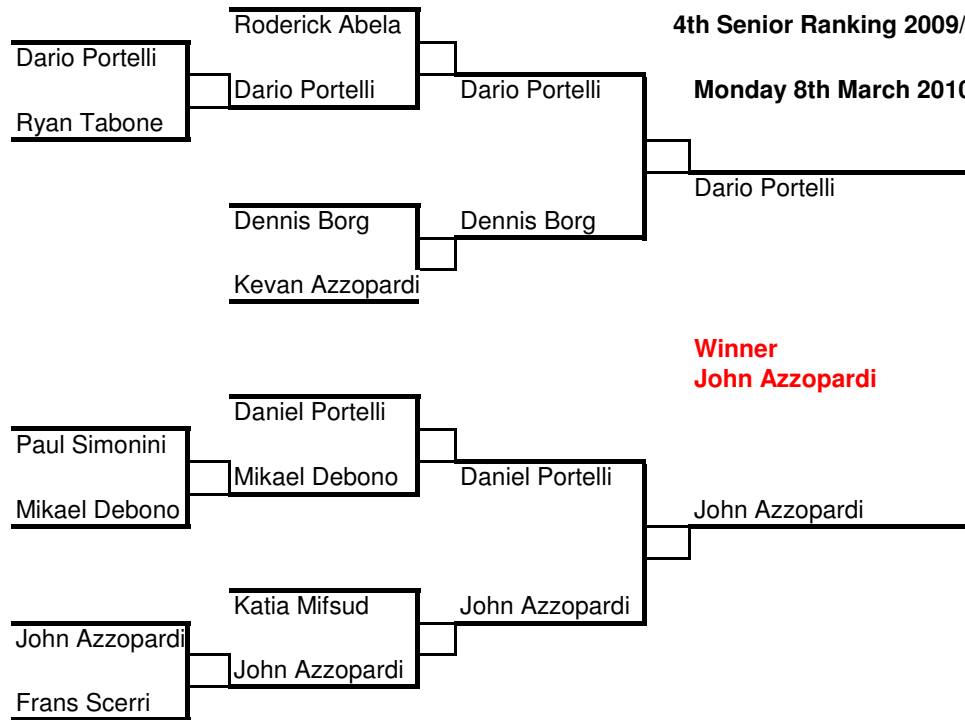 Roderick Abela
4th Senior Ranking 2009/
Dario Portelli
Dario Portelli
Dario Portelli
Monday 8th March 2010
Ryan Tabone
Dario Portelli
Dennis Borg
Dennis Borg
Kevan Azzopardi
Winner
John Azzopardi
Daniel Portelli
Paul Simonini
Mikael Debono
Daniel Portelli
Mikael Debono
John Azzopardi
Katia Mifsud
John Azzopardi
John Azzopardi
John Azzopardi
Frans Scerri